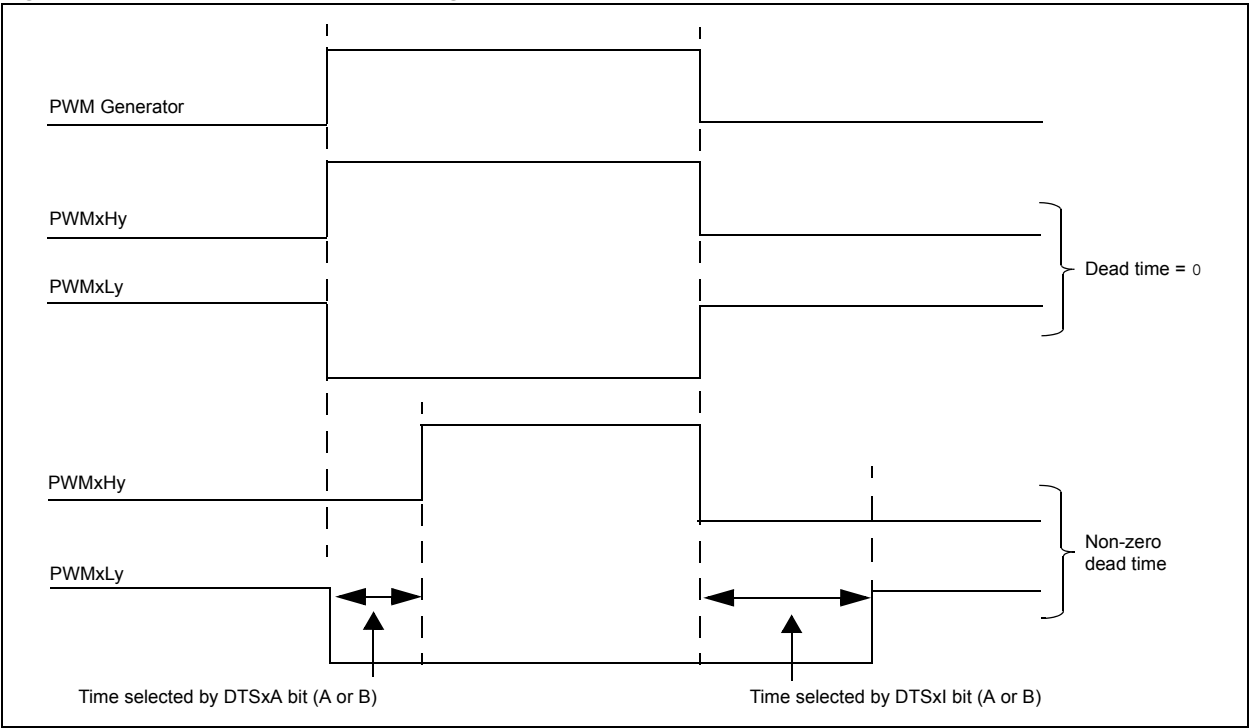 PWM Generator
PWMxHy
PWMxLy
Dead time = 0
PWMxHy
PWMxLy
Non-zero
dead time
Time selected by DTSxA bit (A or B)
Time selected by DTSxI bit (A or B)